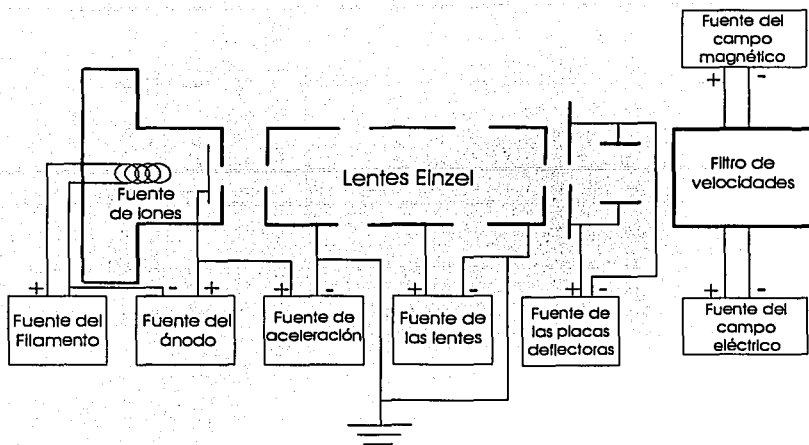 Fuente del
campo
magnético
+ -
Filtro de
velocidades
Lentes Einzel
Fuente
de iones
+ - + + - + - + - + -
Fuente del
Filamento
Fuente del
ánodo
Fuente de
aceleración
Fuente de
las lentes
Fuente de
las placas
deflectoras
Fuente del
campo
eléctrico